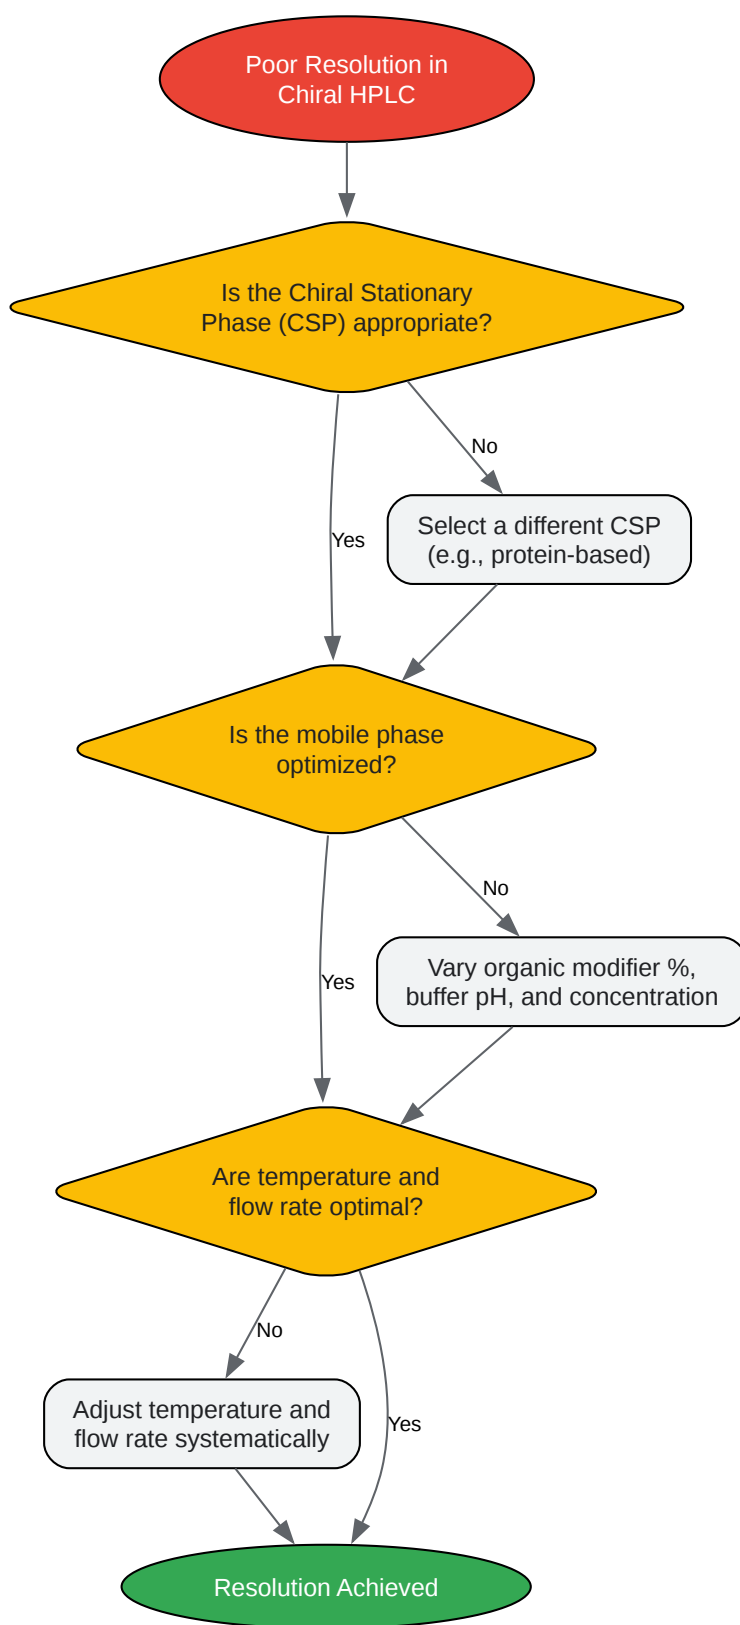 Poor Resolution in
Chiral HPLC
Is the Chiral Stationary
Phase (CSP) appropriate?
No
Select a different CSP
(e.g., protein-based)
Yes
Is the mobile phase
optimized?
No
Vary organic modifier %,
buffer pH, and concentration
Yes
Are temperature and
flow rate optimal?
No
Adjust temperature and
flow rate systematically
Yes
Resolution Achieved